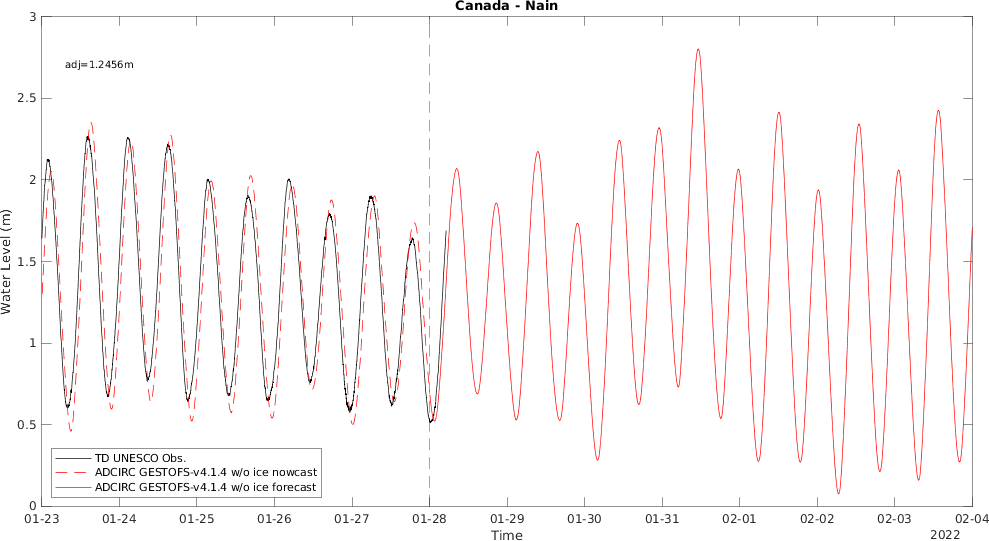 Canada - Nain
3
2.5
2
1.5
1
0.5
0
Water Level (m)
adj=1.2456m
TD UNESCO Obs.
ADCIRC GESTOFS-v4.1.4 w/o ice nowcast
ADCIRC GESTOFS-v4.1.4 w/o ice forecast
01-23 01-24 01-25 01-26 01-27 01-28 01-29 01-30 01-31 02-01 02-02 02-03 02-04
Time
2022